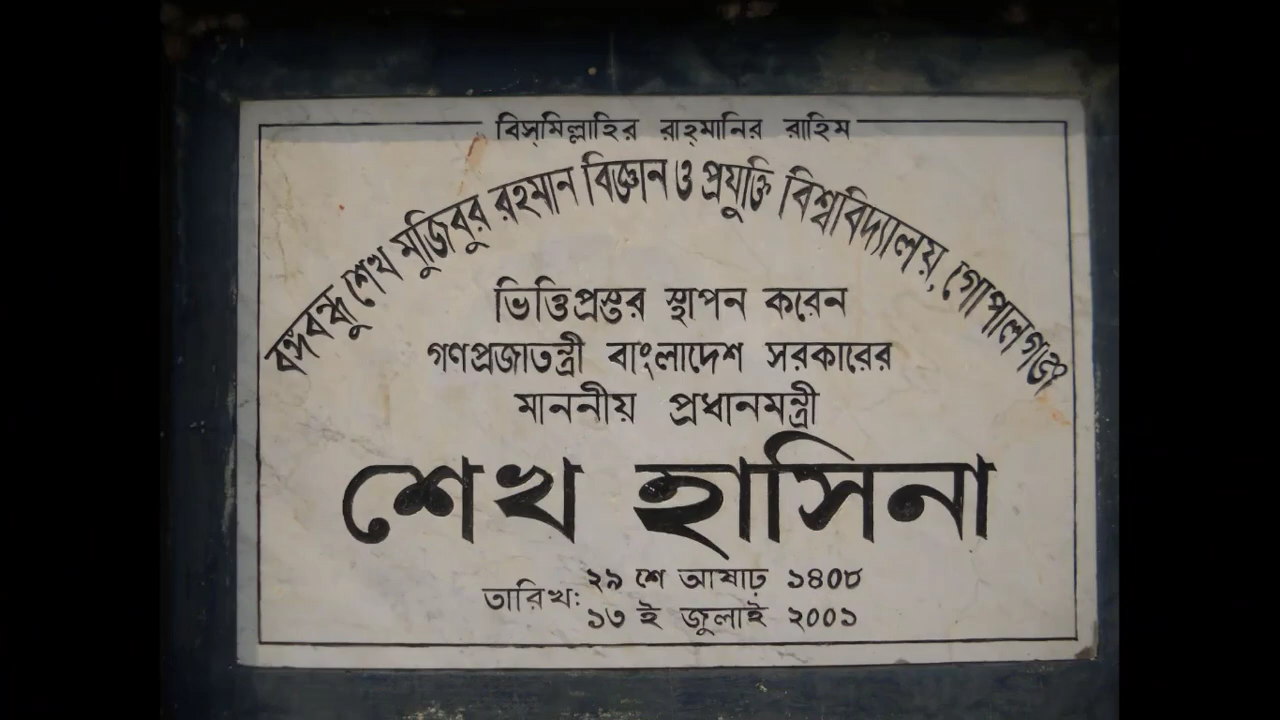 বিস্‌মিল্লাহির রাহ্‌মানির রাহিম
বঙ্গবন্ধু শেখ মুজিবুর রহমান বিজ্ঞান ও প্রযুক্তি বিশ্ববিদ্যালয়, গোপালগঞ্জ
ভিত্তিপ্রস্তর স্থাপন করেন
গণপ্রজাতন্ত্রী বাংলাদেশ সরকারের
মাননীয় প্রধানমন্ত্রী
শেখ হাসিনা
তারিখঃ ২৯ শে আষাঢ় ১৪০৮
১৩ ই জুলাই ২০০১